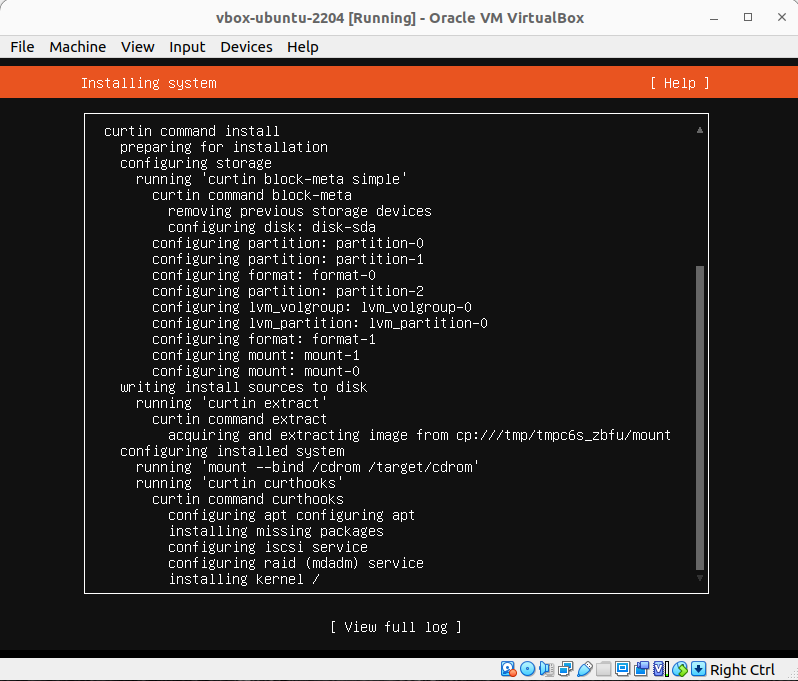 vbox-ubuntu-2204 [Running] - Oracle VM VirtualBox
File Machine View Input Devices Help
Installing system [ Help ]
curtin command install
preparing for installation
configuring storage
running 'curtin block-meta simple'
curtin command block-meta
removing previous storage devices
configuring disk: disk-sda
configuring partition: partition-0
configuring partition: partition-1
configuring format: format-0
configuring partition: partition-2
configuring lvm_volgroup: lvm_volgroup-0
configuring lvm_partition: lvm_partition-0
configuring format: format-1
configuring mount: mount-1
configuring mount: mount-0
writing install sources to disk
running 'curtin extract'
curtin command extract
acquiring and extracting image from cp:///tmp/tmpc6s_zbfu/mount
configuring installed system
running 'mount --bind /cdrom /target/cdrom'
running 'curtin curthooks'
curtin command curthooks
configuring apt configuring apt
installing missing packages
configuring iscsi service
configuring raid (mdadm) service
installing kernel /
[ View full log ]
Right Ctrl